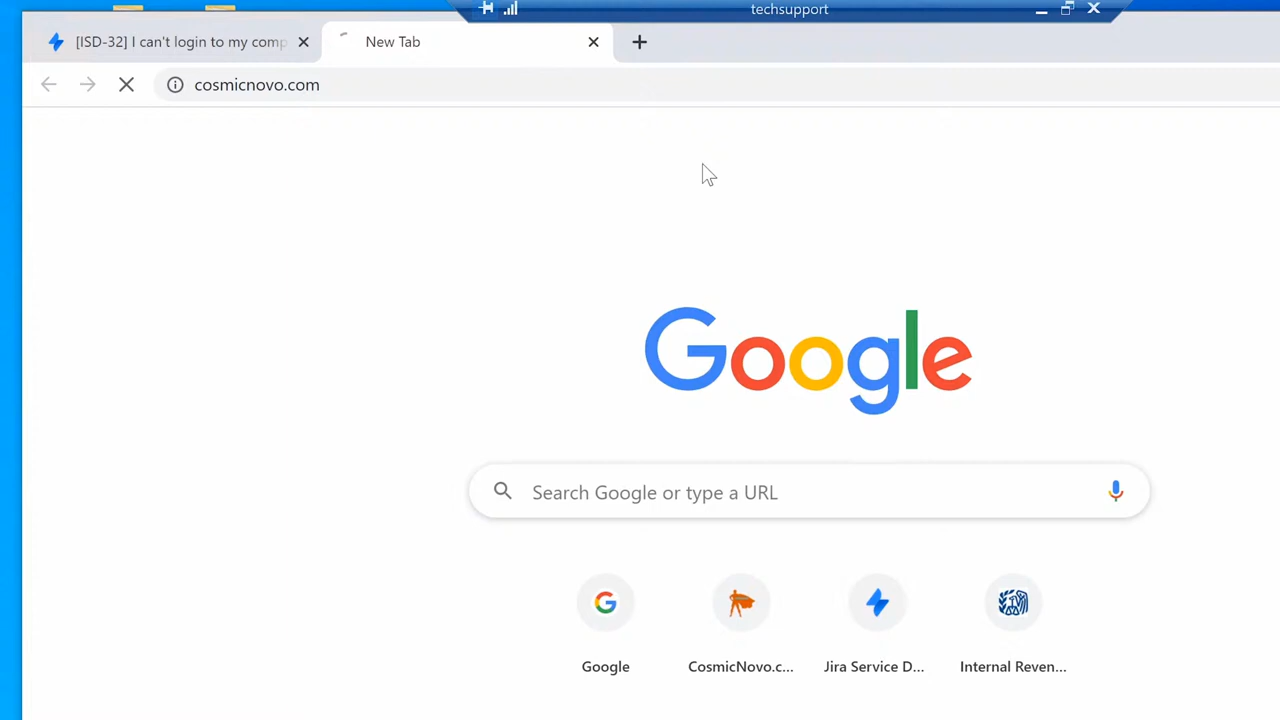 techsupport
[ISD-32] I can't login to my comp
New Tab
cosmicnovo.com
Google
Search Google or type a URL
Google
CosmicNovo.c...
Jira Service D...
Internal Reven...